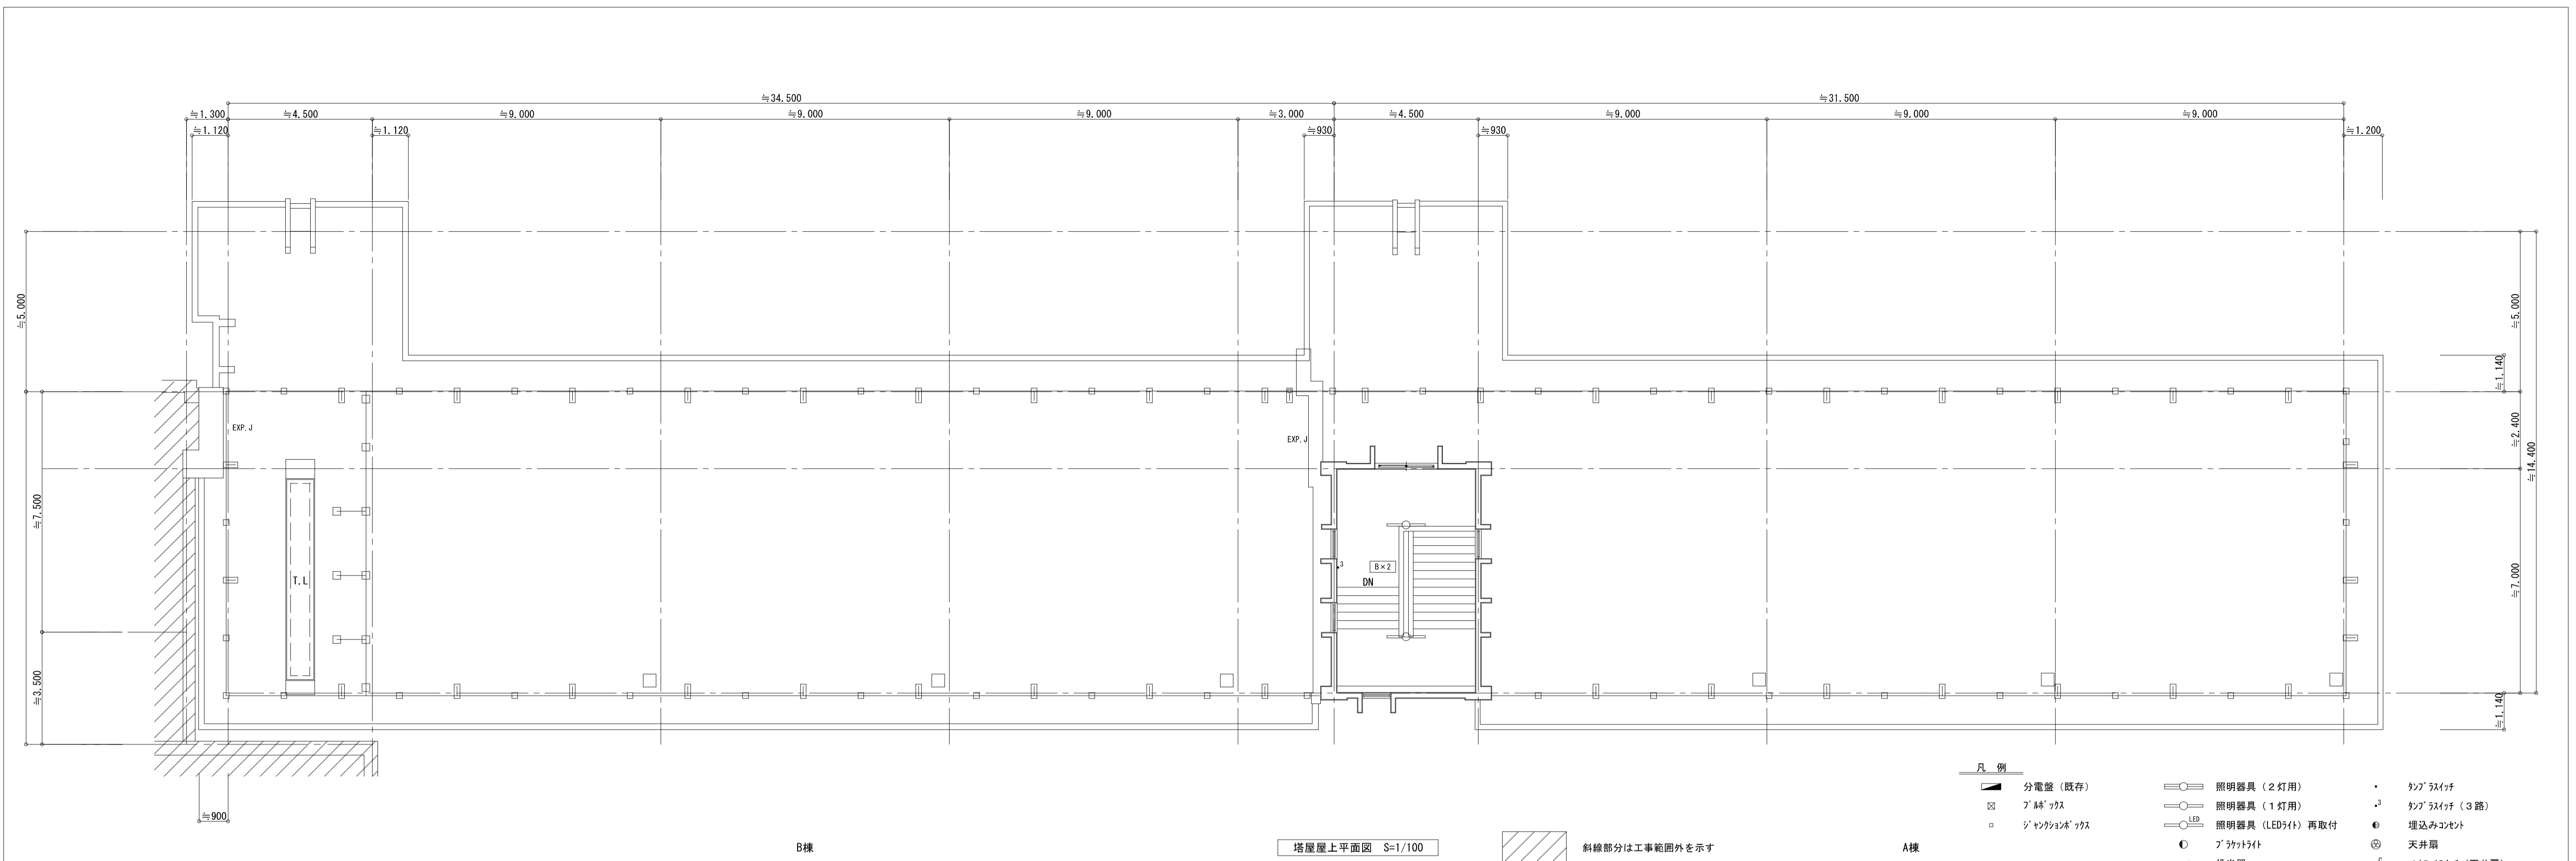 ≒34.500
≒31.500
≒1.300
≒4.500
≒9.000
≒9.000
≒9.000
≒3.000
≒4.500
≒9.000
≒9.000
≒9.000
≒1.120
≒1.120
≒930
≒930
≒1.200
≒5.000
≒7.500
≒3.500
≒5.000
≒1.140
≒2.400
≒14.400
≒7.000
≒1.140
≒900
EXP.J
EXP.J
T.L
3
B×2
DN
凡 例
分電盤（既存）
プルボックス
ジャンクションボックス
照明器具（２灯用）
照明器具（１灯用）
LED
照明器具（LEDライト）再取付
ブラケットライト
タンブラスイッチ
3
タンブラスイッチ（３路）
埋込みコンセント
天井扇
B棟
塔屋屋上平面図 S=1/100
斜線部分は工事範囲外を示す
A棟